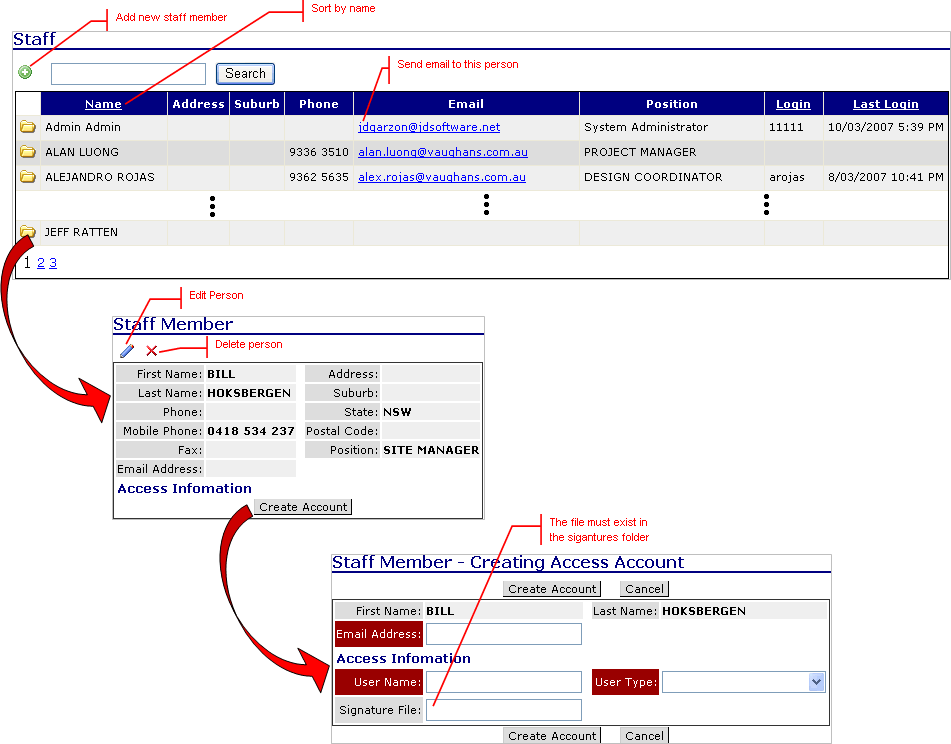 Sort by name
Add new staff member
Staff
Send email to this person
Search
Name Address Suburb Phone Email Position Login Last Login
Admin Admin jdgarzon@jdsoftware.net System Administrator 11111 10/03/2007 5:39 PM
ALAN LUONG 9336 3510 alan.luong@vaughans.com.au PROJECT MANAGER
ALEJANDRO ROJAS 9362 5635 alex.rojas@vaughans.com.au DESIGN COORDINATOR arojas 8/03/2007 10:41 PM
JEFF RATTEN
1 2 3
Edit Person
Staff Member
Delete person
First Name: BILL Address:
Last Name: HOKSBERGEN Suburb:
Phone: State: NSW
Mobile Phone: 0418 534 237 Postal Code:
Fax: Position: SITE MANAGER
Email Address:
Access Infomation
Create Account
The file must exist in
the sigantures folder
Staff Member - Creating Access Account
Create Account Cancel
First Name: BILL Last Name: HOKSBERGEN
Email Address:
Access Infomation
User Name: User Type:
Signature File:
Create Account Cancel